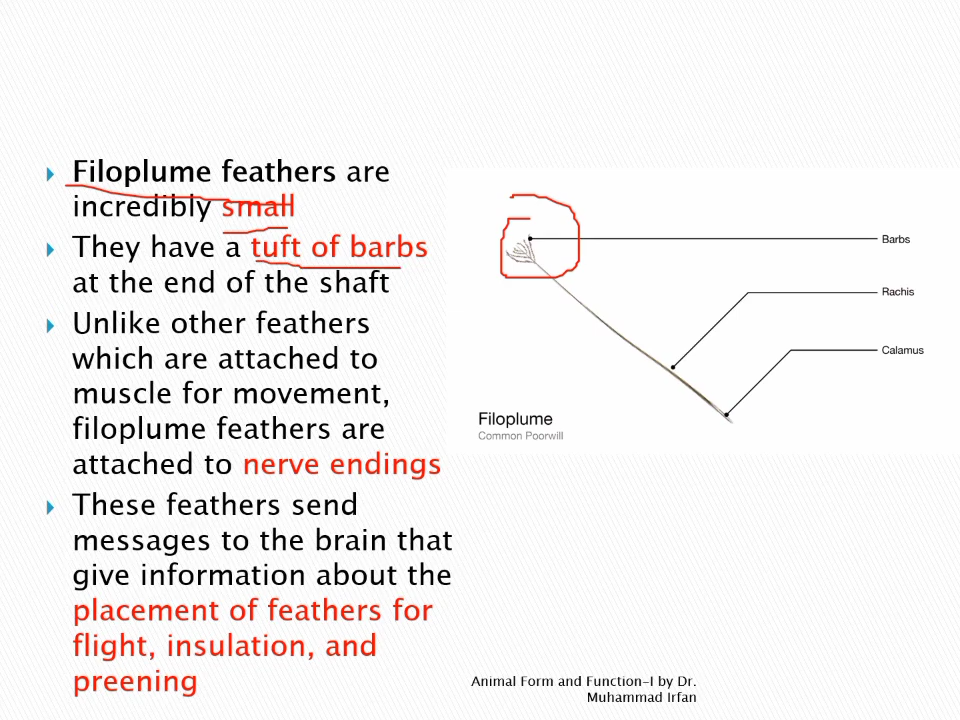 Filoplume feathers are
incredibly small
They have a tuft of barbs
at the end of the shaft
Unlike other feathers
which are attached to
muscle for movement,
filoplume feathers are
attached to nerve endings
These feathers send
messages to the brain that
give information about the
placement of feathers for
flight, insulation, and
preening
Barbs
Rachis
Calamus
Filoplume
Common Poorwill
Animal Form and Function-I by Dr.
Muhammad Irfan